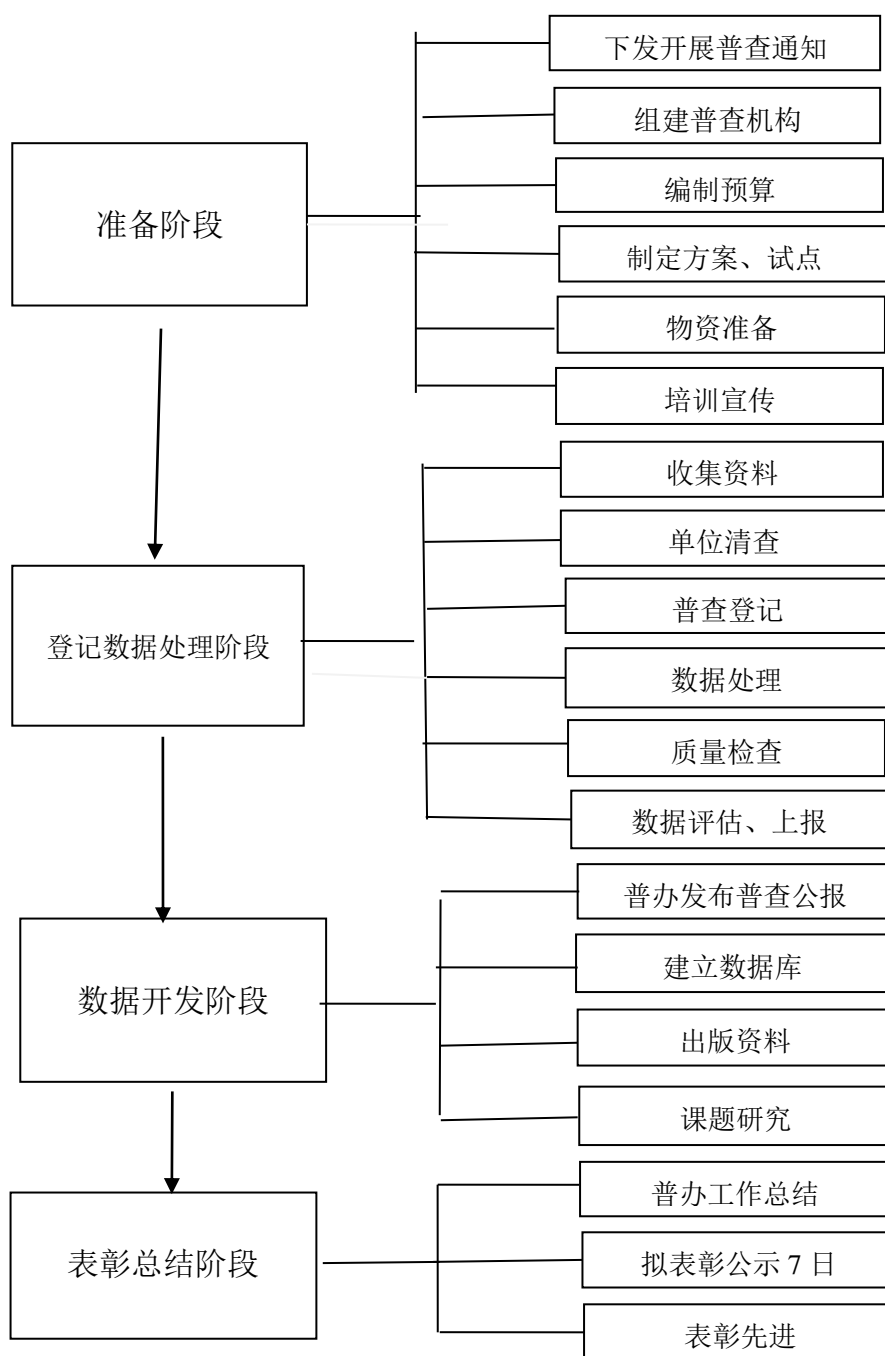 准备阶段
下发开展普查通知
组建普查机构
编制预算
制定方案、试点
物资准备
培训宣传
登记数据处理阶段
收集资料
单位清查
普查登记
数据处理
质量检查
数据评估、上报
数据开发阶段
普办发布普查公报
建立数据库
出版资料
课题研究
表彰总结阶段
普办工作总结
拟表彰公示 7 日
表彰先进